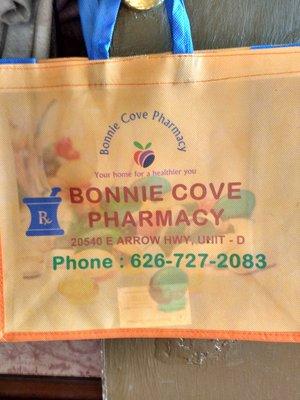 Bonnie Cove Pharmacy
Your home for a healthier you
Rx
BONNIE COVE
PHARMACY
20540 E ARROW HWY, UNIT - D
Phone : 626-727-2083